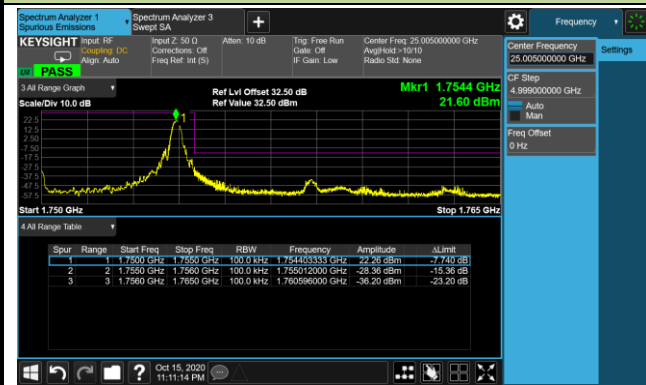 Spectrum Analyzer 1
Spurious Emissions
Spectrum Analyzer 3
Swept SA
Frequency
KEYSIGHT
Input: RF
Coupling: DC
Align: Auto
Input Z: 50 Ω
Corrections: Off
Freq Ref: Int (S)
Atten: 10 dB
Trig: Free Run
Gate: Off
IF Gain: Low
Center Freq: 25.005000000 GHz
Avg|Hold:>10/10
Radio Std: None
PASS
Center Frequency
25.005000000 GHz
Settings
CF Step
4.999000000 GHz
Auto
Man
Freq Offset
0 Hz
3 All Range Graph
Scale/Div 10.0 dB
Ref Lvl Offset 32.50 dB
Ref Value 32.50 dBm
Mkr1 1.7544 GHz
21.60 dBm
1
22.5
12.5
2.50
-7.50
-17.5
-27.5
-37.5
-47.5
-57.5
Start 1.750 GHz
Stop 1.765 GHz
4 All Range Table
Spur Range Start Freq Stop Freq RBW Frequency Amplitude ΔLimit
1 1 1.7500 GHz 1.7550 GHz 100.0 kHz 1.754403333 GHz 22.26 dBm -7.740 dB
2 2 1.7550 GHz 1.7560 GHz 100.0 kHz 1.755012000 GHz -28.36 dBm -15.36 dB
3 3 1.7560 GHz 1.7650 GHz 100.0 kHz 1.760596000 GHz -36.20 dBm -23.20 dB
Oct 15, 2020
11:11:14 PM